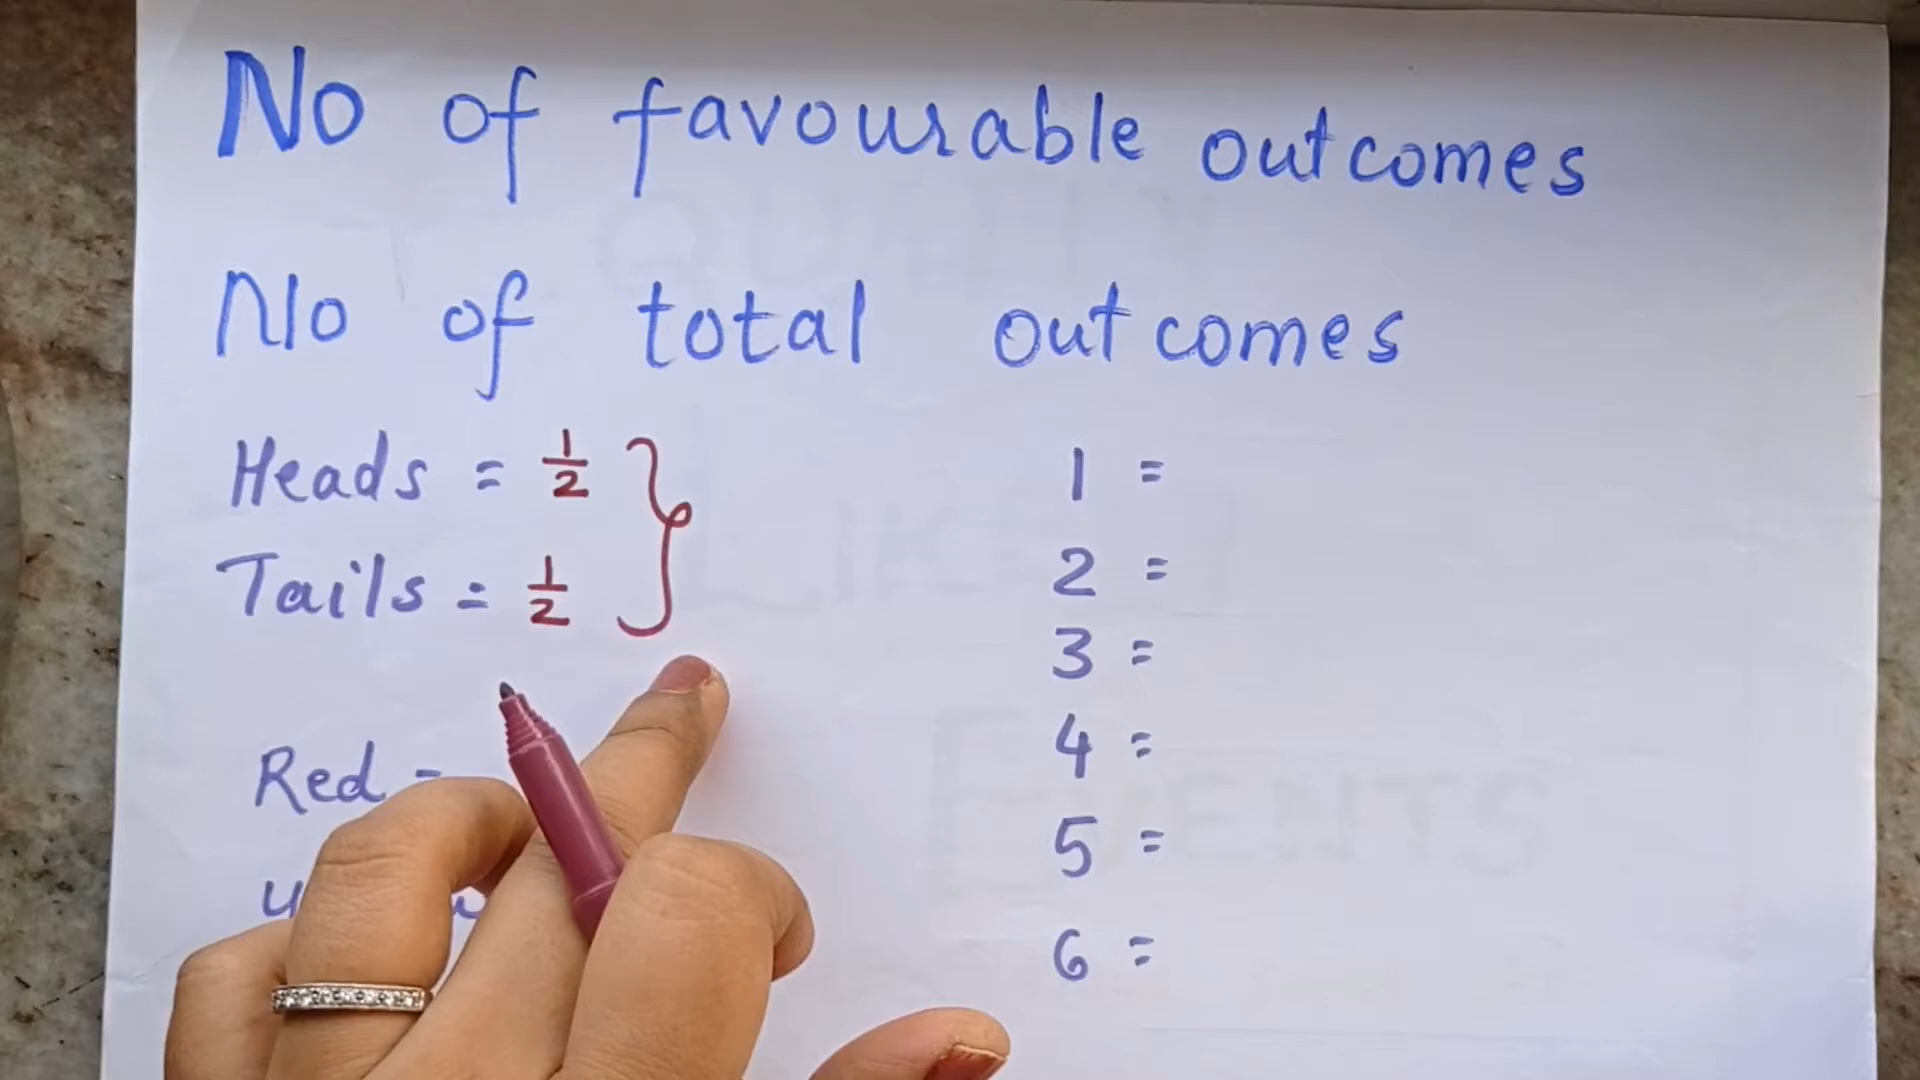 No of favourable outcomes
No of total outcomes
Heads = 1/2
Tails = 1/2
Red =
1 =
2 =
3 =
4 =
5 =
6 =